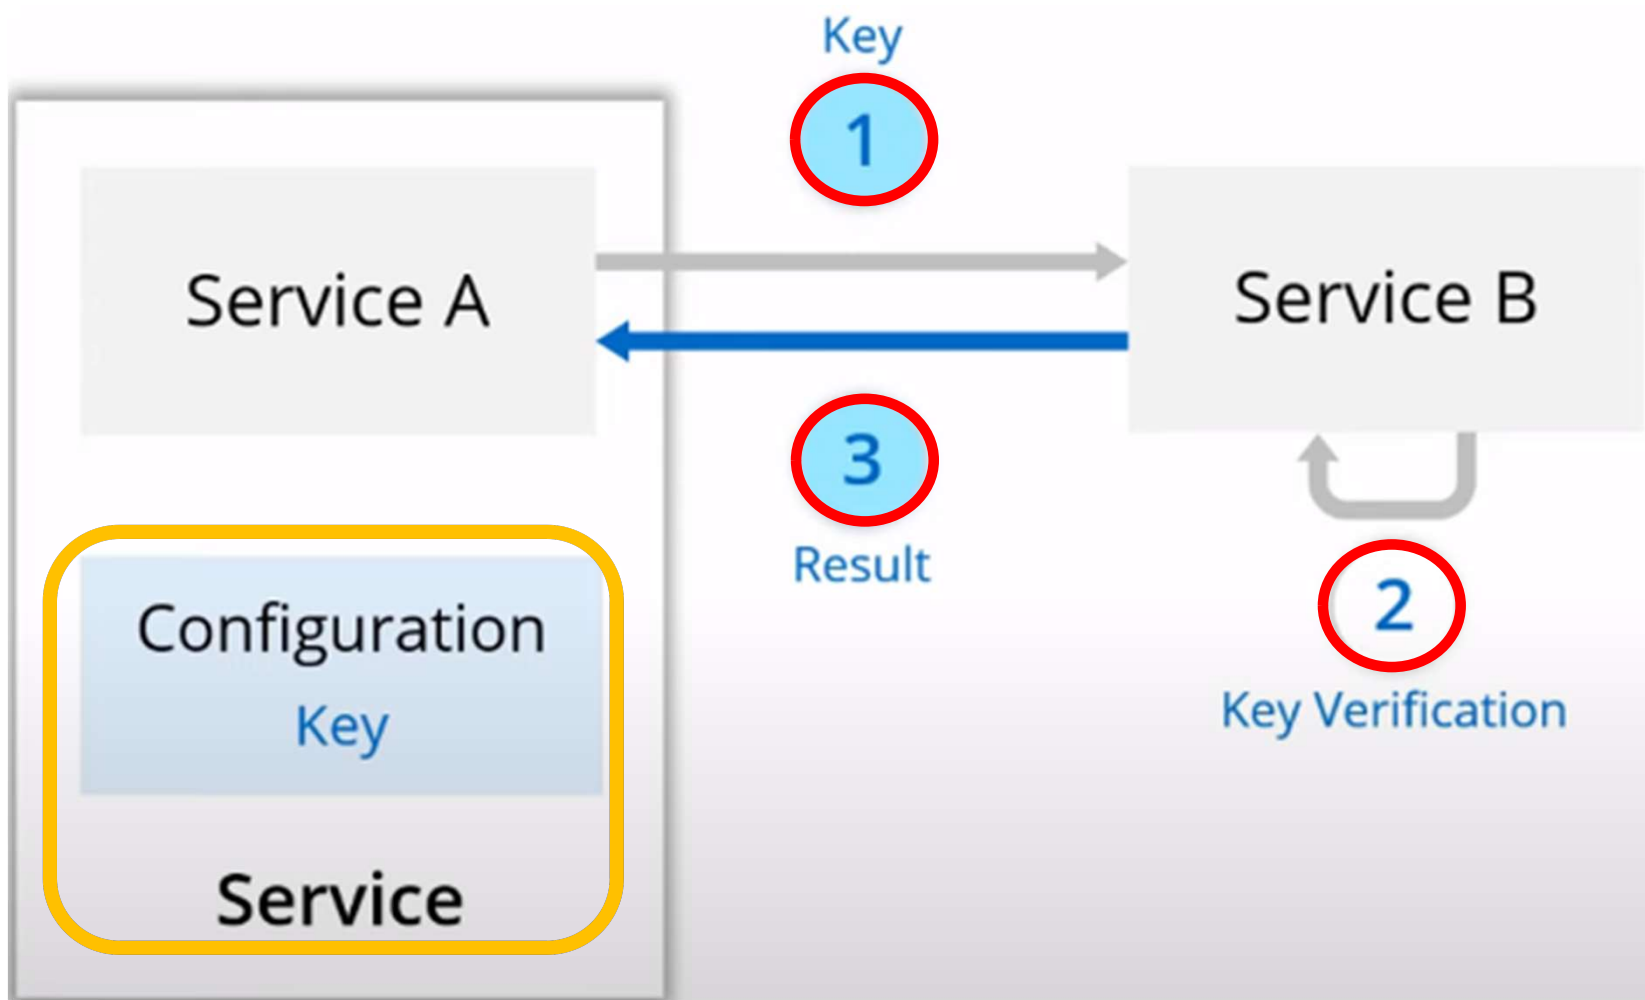 Key
1
Service A
Service B
3
Result
2
Key Verification
Configuration
Key
Service